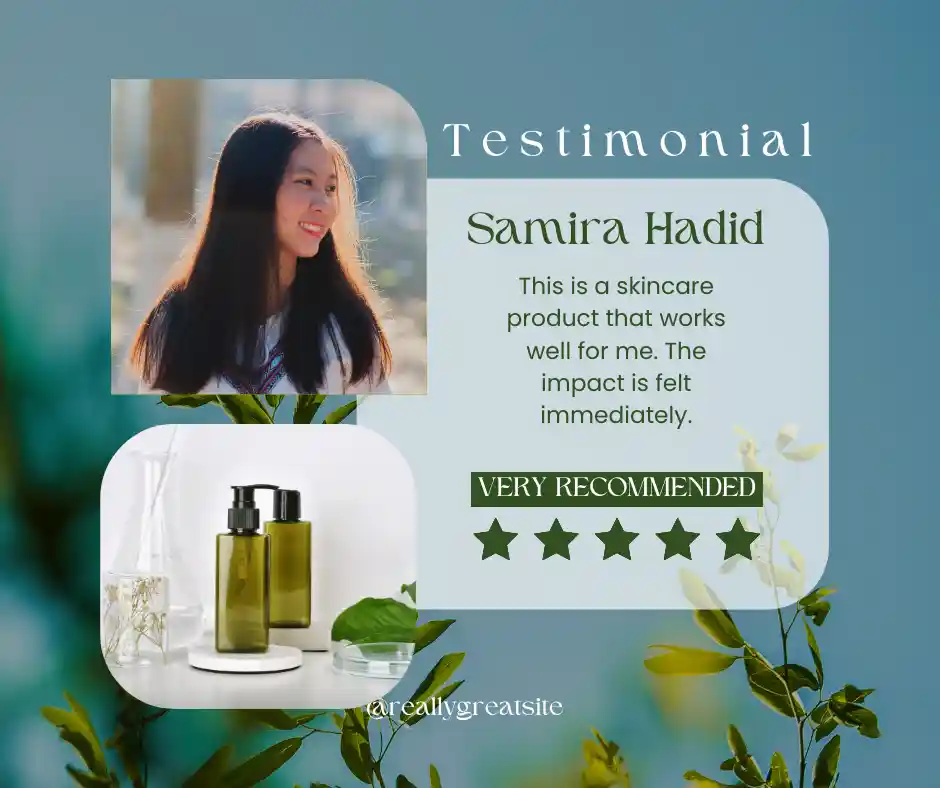 Testimonial
Samira Hadid
This is a skincare
product that works
well for me. The
impact is felt
immediately.
VERY RECOMMENDED
@reallygreatsite